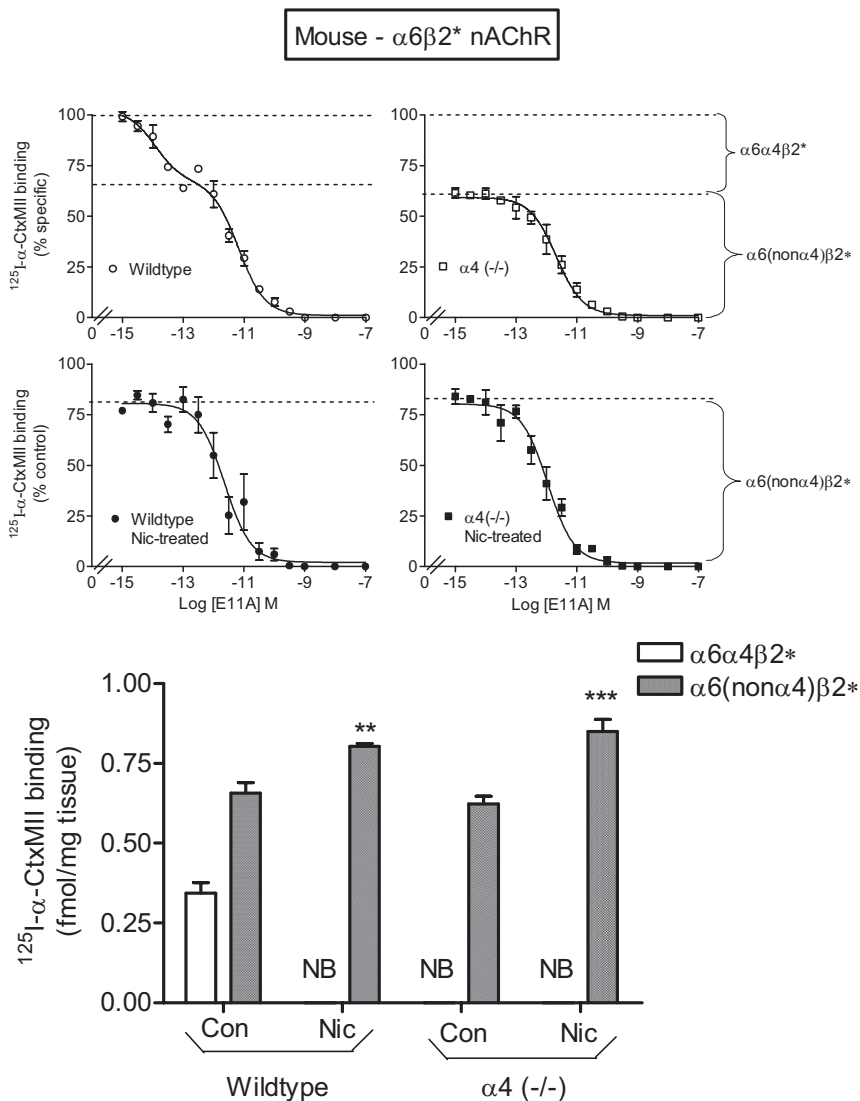 Mouse - α6β2* nAChR
¹²⁵I-α-CtxMII binding
(% specific)
100
75
50
25
0
Wildtype
0 -15 -13 -11 -9 -7
100
75
50
25
0
α4 (-/-)
0 -15 -13 -11 -9 -7
α6α4β2*
α6(nonα4)β2*
¹²⁵I-α-CtxMII binding
(% control)
100
75
50
25
0
Wildtype
Nic-treated
0 -15 -13 -11 -9 -7
Log [E11A] M
100
75
50
25
0
α4(-/-)
Nic-treated
0 -15 -13 -11 -9 -7
Log [E11A] M
α6(nonα4)β2*
α6α4β2*
α6(nonα4)β2*
¹²⁵I-α-CtxMII binding
(fmol/mg tissue)
1.00
0.75
0.50
0.25
0.00
** ***
NB NB NB
Con Nic Con Nic
Wildtype α4 (-/-)